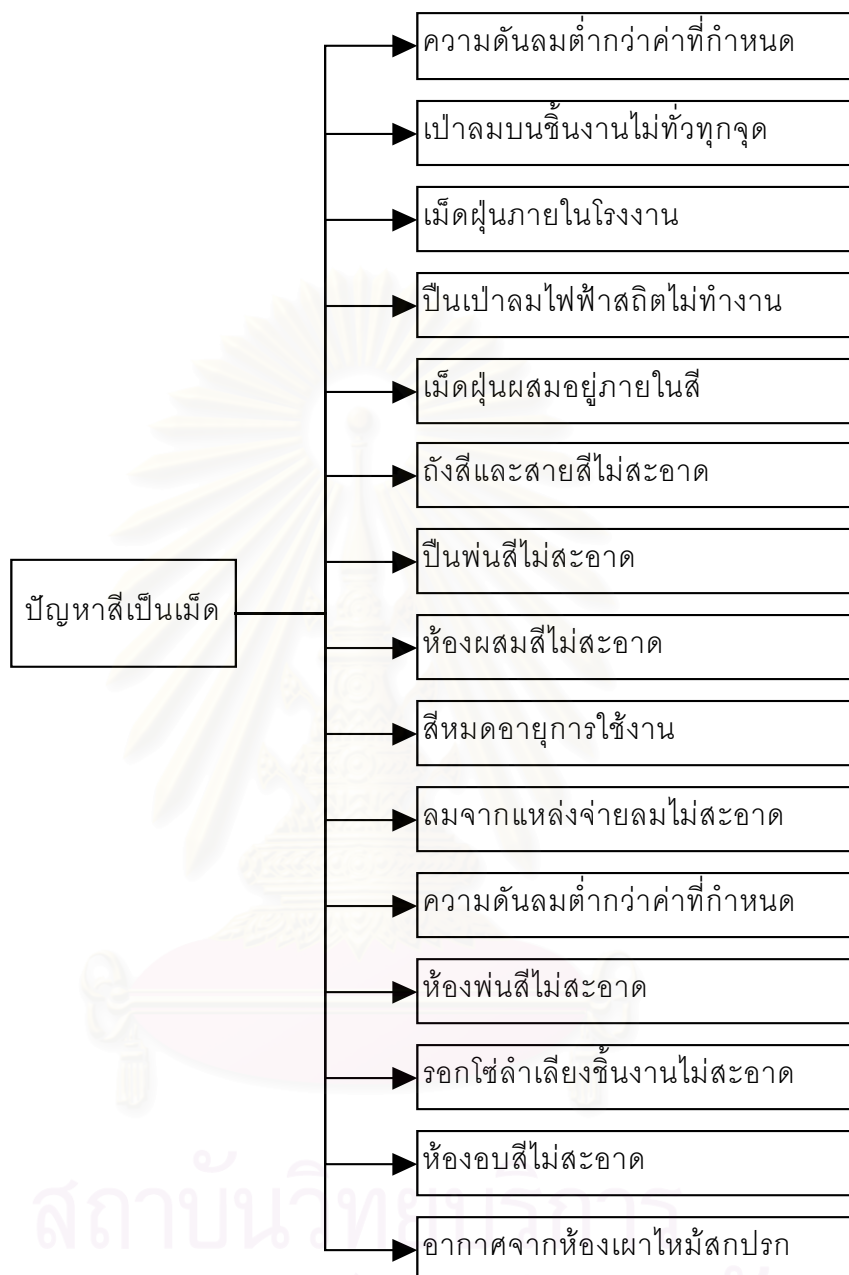 ความดันลมต่ำกว่าค่าที่กำหนด
เป่าลมบนชิ้นงานไม่ทั่วทุกจุด
เม็ดฝุ่นภายในโรงงาน
ปืนเป่าลมไฟฟ้าสถิตไม่ทำงาน
เม็ดฝุ่นผสมอยู่ภายในสี
ถังสีและสายสีไม่สะอาด
ปืนพ่นสีไม่สะอาด
ปัญหาสีเป็นเม็ด
ห้องผสมสีไม่สะอาด
สีหมดอายุการใช้งาน
ลมจากแหล่งจ่ายลมไม่สะอาด
ความดันลมต่ำกว่าค่าที่กำหนด
ห้องพ่นสีไม่สะอาด
รอกโซ่ลำเลียงชิ้นงานไม่สะอาด
ห้องอบสีไม่สะอาด
อากาศจากห้องเผาไหม้สกปรก
สถาบันวิทยบริการ